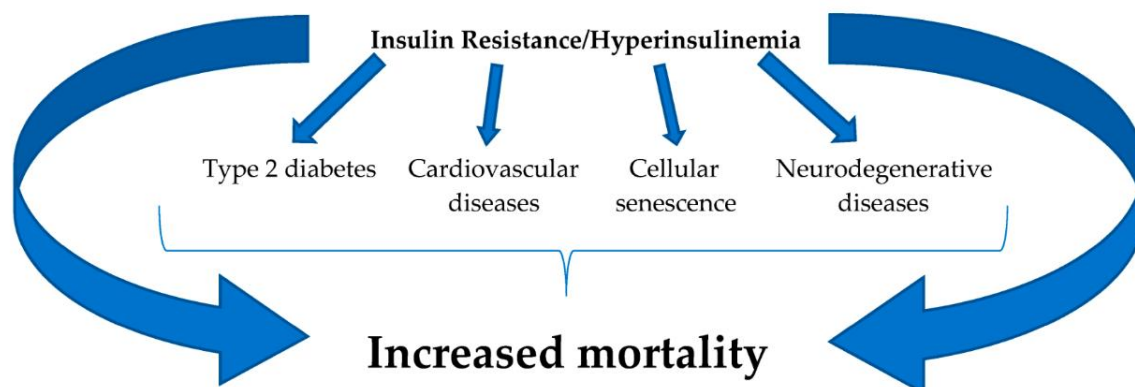 Insulin Resistance/Hyperinsulinemia
Type 2 diabetes
Cardiovascular
diseases
Cellular
senescence
Neurodegenerative
diseases
Increased mortality